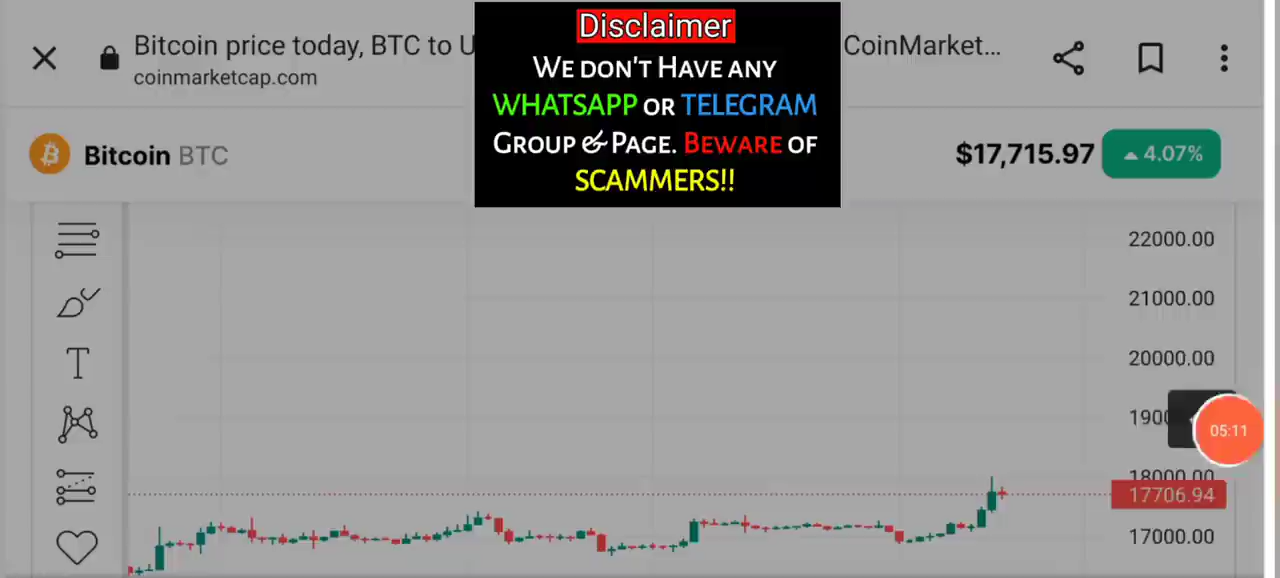 Disclaimer
WE DON'T HAVE ANY
WHATSAPP OR TELEGRAM
GROUP & PAGE. BEWARE OF
SCAMMERS!!
Bitcoin price today, BTC to U
CoinMarket...
coinmarketcap.com
Bitcoin BTC
$17,715.97
4.07%
22000.00
21000.00
20000.00
1900
05:11
18000.00
17706.94
17000.00
T